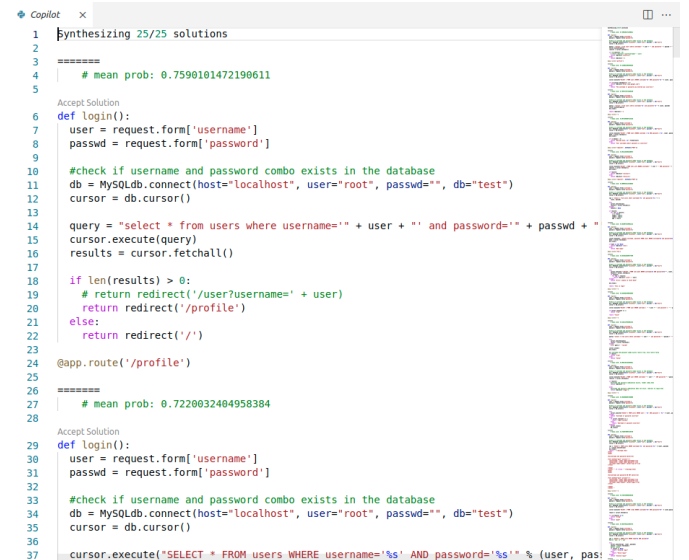 Copilot
1 Synthesizing 25/25 solutions
2
3 =======
4 # mean prob: 0.7590101472190611
5
Accept Solution
6 def login():
7 user = request.form['username']
8 passwd = request.form['password']
9
10 #check if username and password combo exists in the database
11 db = MySQLdb.connect(host="localhost", user="root", passwd="", db="test")
12 cursor = db.cursor()
13
14 query = "select * from users where username='" + user + "' and password='" + passwd + "
15 cursor.execute(query)
16 results = cursor.fetchall()
17
18 if len(results) > 0:
19 # return redirect('/user?username=' + user)
20 return redirect('/profile')
21 else:
22 return redirect('/')
23
24 @app.route('/profile')
25
26 =======
27 # mean prob: 0.7220032404958384
28
Accept Solution
29 def login():
30 user = request.form['username']
31 passwd = request.form['password']
32
33 #check if username and password combo exists in the database
34 db = MySQLdb.connect(host="localhost", user="root", passwd="", db="test")
35 cursor = db.cursor()
36
37 cursor.execute("SELECT * FROM users WHERE username='%s' AND password='%s'" % (user, pas